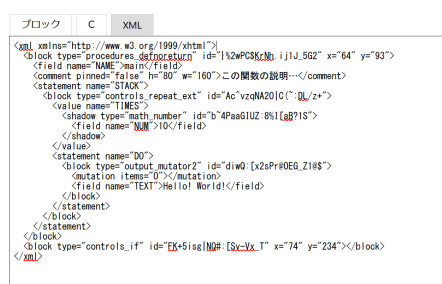 ブロック C XML
<xml xmlns="http://www.w3.org/1999/xhtml">
<block type="procedures_defnoreturn" id="}%2wPC$KrNh.ij1J_5G2" x="64" y="93">
<field name="NAME">main</field>
<comment pinned="false" h="80" w="160">この関数の説明…</comment>
<statement name="STACK">
<block type="controls_repeat_ext" id="Ac^vzqNA2O|C(~:DL/z+">
<value name="TIMES">
<shadow type="math_number" id="b~4PaaGIUZ:8%I[aB?1S">
<field name="NUM">10</field>
</shadow>
</value>
<statement name="DO">
<block type="output_mutator2" id="diwQ:[x2sPr@OEG_Z1@$">
<mutation items="0"></mutation>
<field name="TEXT">Hello! World!</field>
</block>
</statement>
</block>
</statement>
</block>
<block type="controls_if" id="FK+5isg|NQ#:[Sv-Vx_T" x="74" y="234"></block>
</xml>